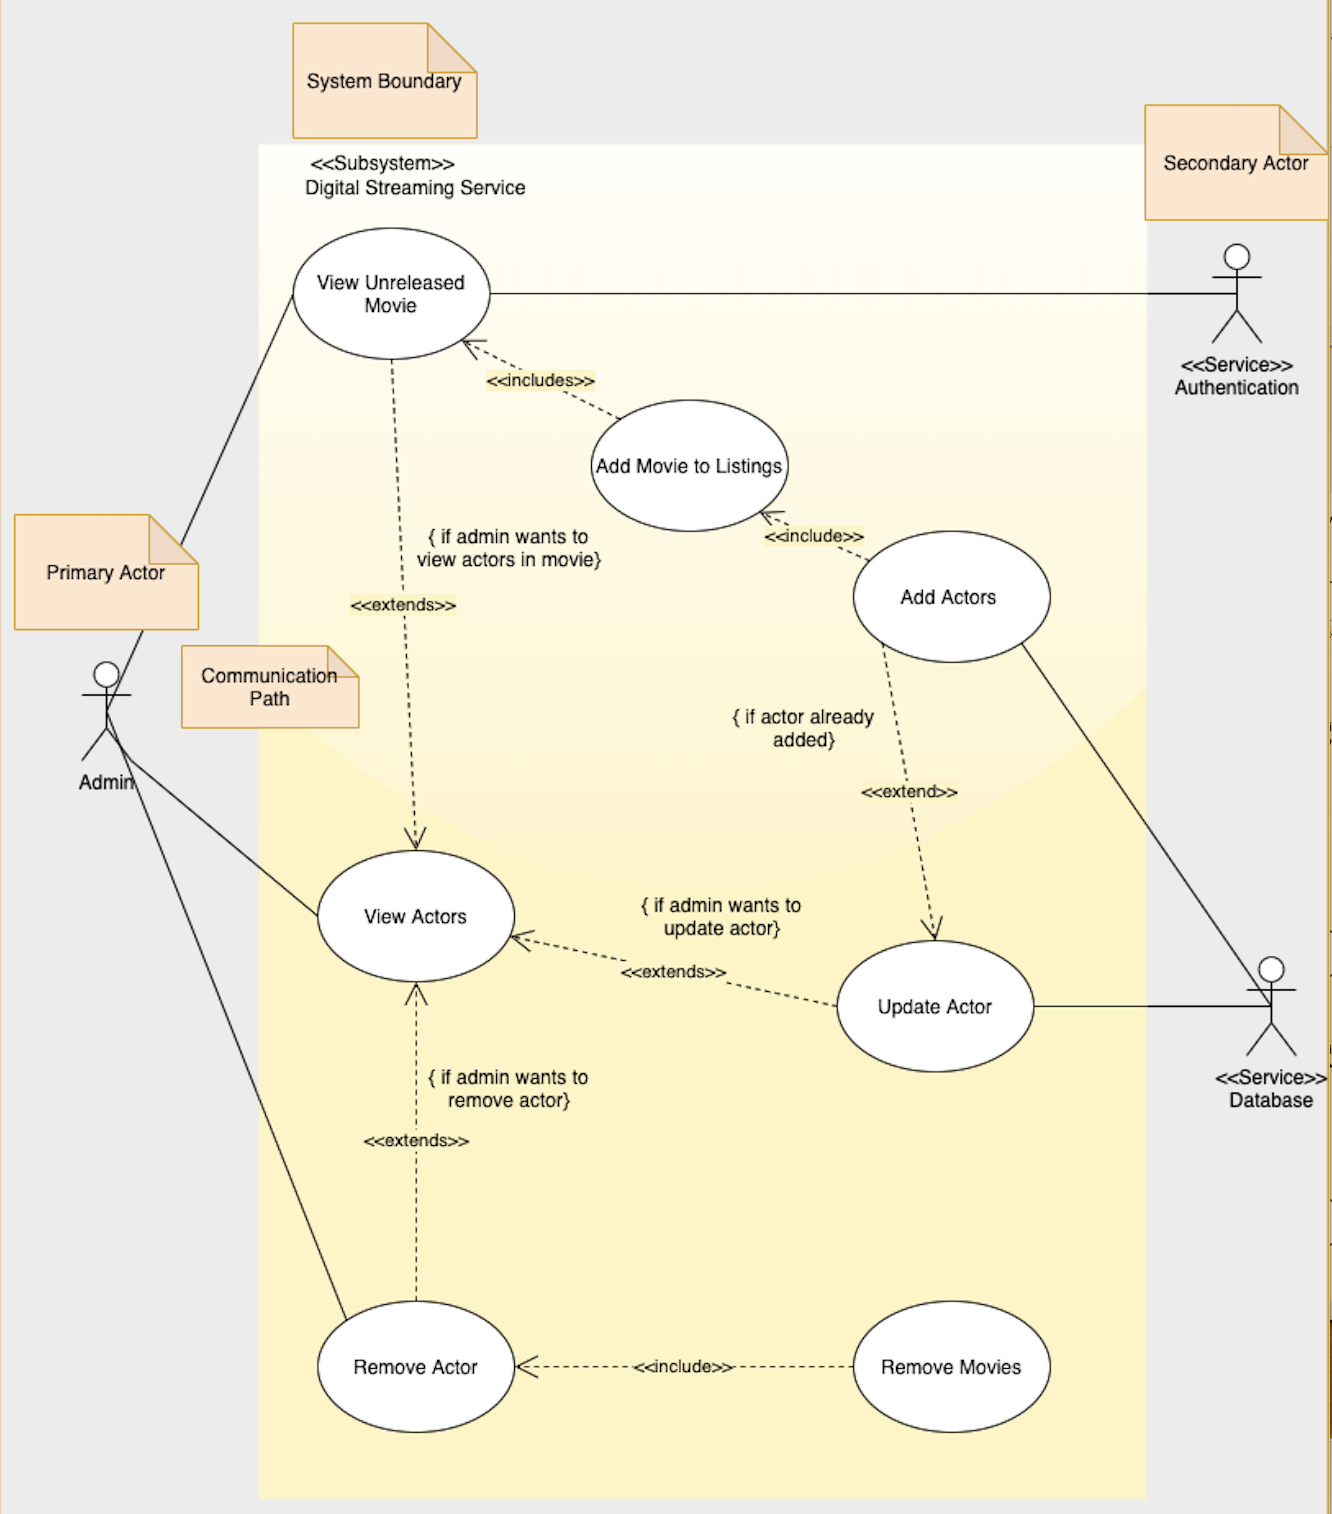 System Boundary
<<Subsystem>>
Digital Streaming Service
Secondary Actor
View Unreleased
Movie
<<Service>>
Authentication
<<includes>>
Add Movie to Listings
{ if admin wants to
view actors in movie}
<<include>>
Primary Actor
Add Actors
<<extends>>
Communication
Path
{ if actor already
added}
Admin
<<extend>>
View Actors
{ if admin wants to
update actor}
<<extends>>
Update Actor
{ if admin wants to
remove actor}
<<Service>>
Database
<<extends>>
Remove Actor
<<include>>
Remove Movies